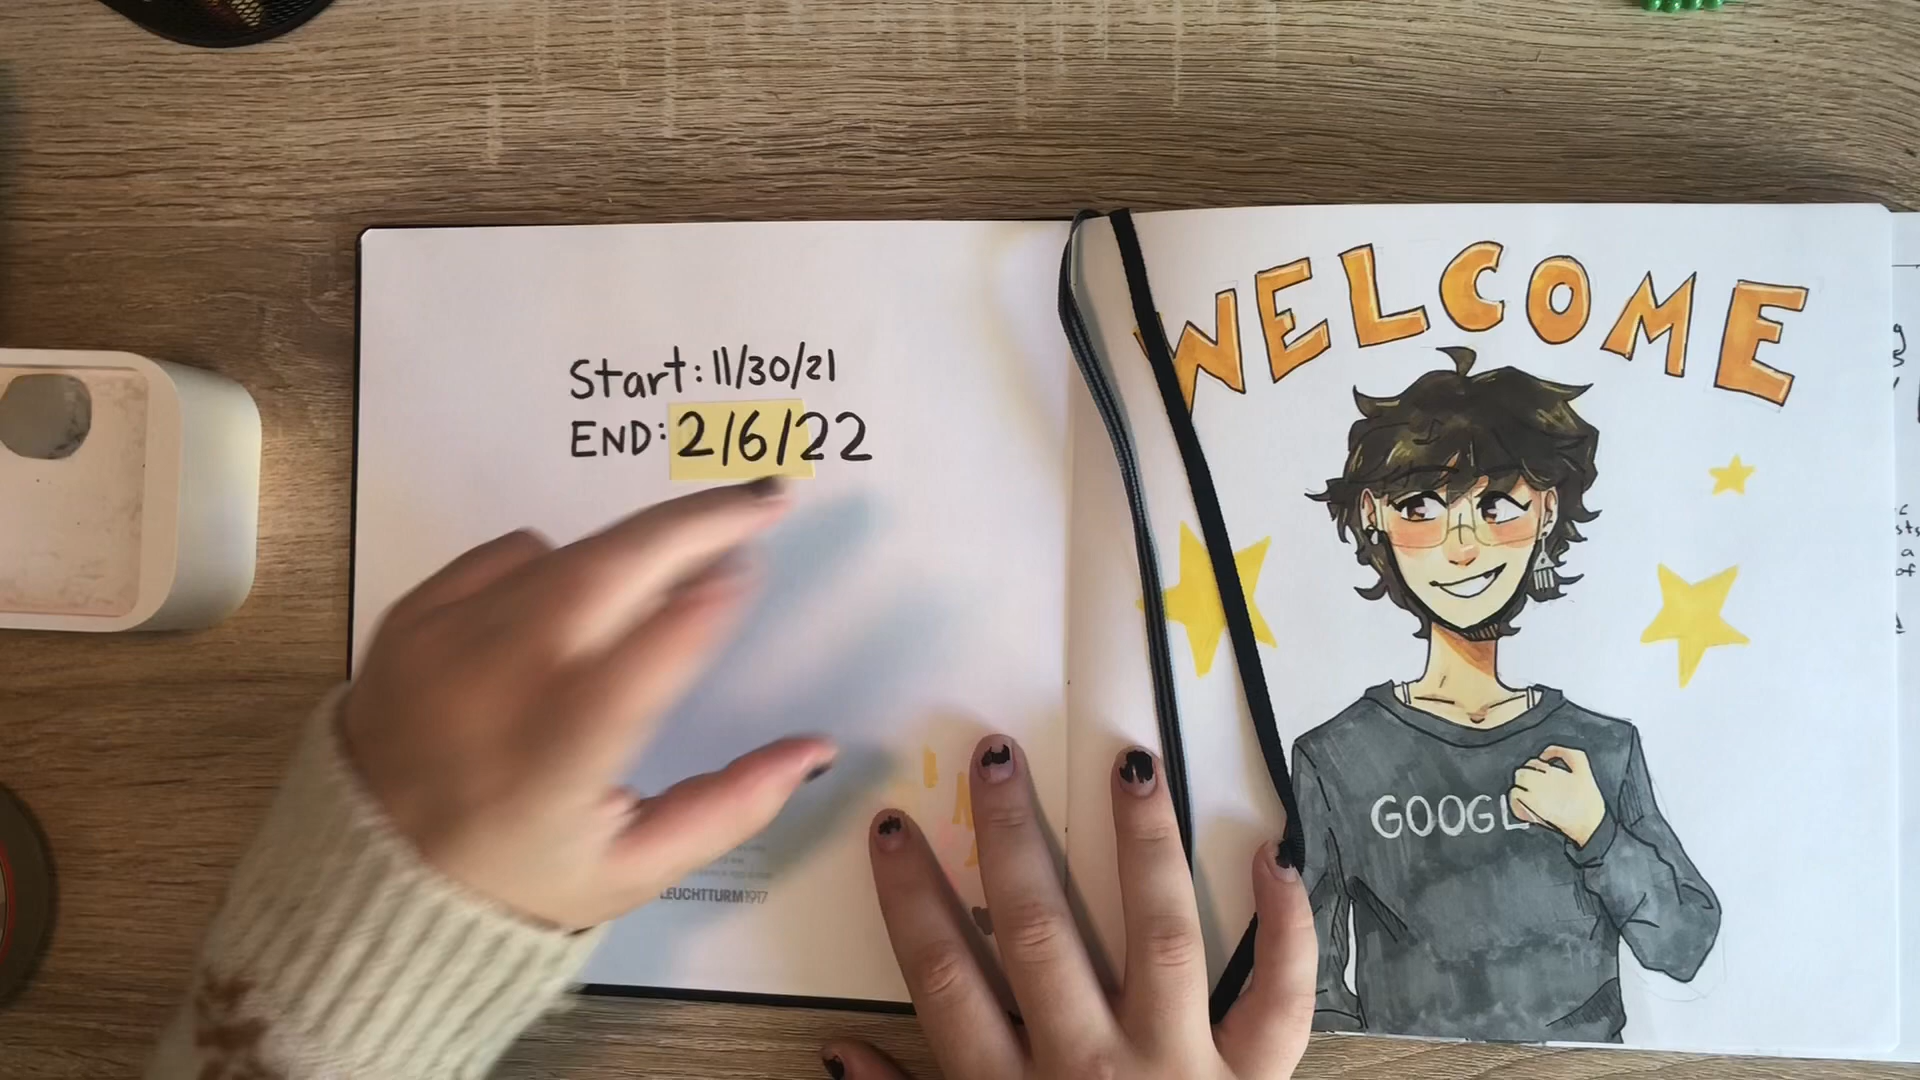 Start: 11/30/21
END: 2/6/22
LEUCHTTURM1917
WELCOME
GOOGL